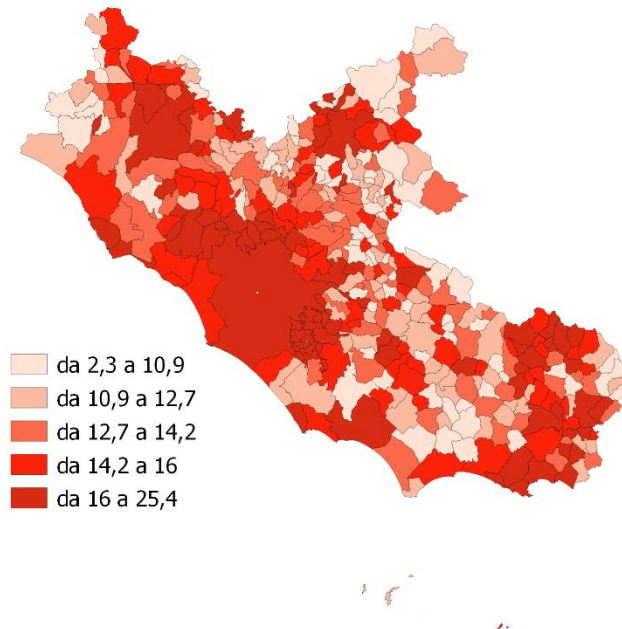 da 2,3 a 10,9
da 10,9 a 12,7
da 12,7 a 14,2
da 14,2 a 16
da 16 a 25,4